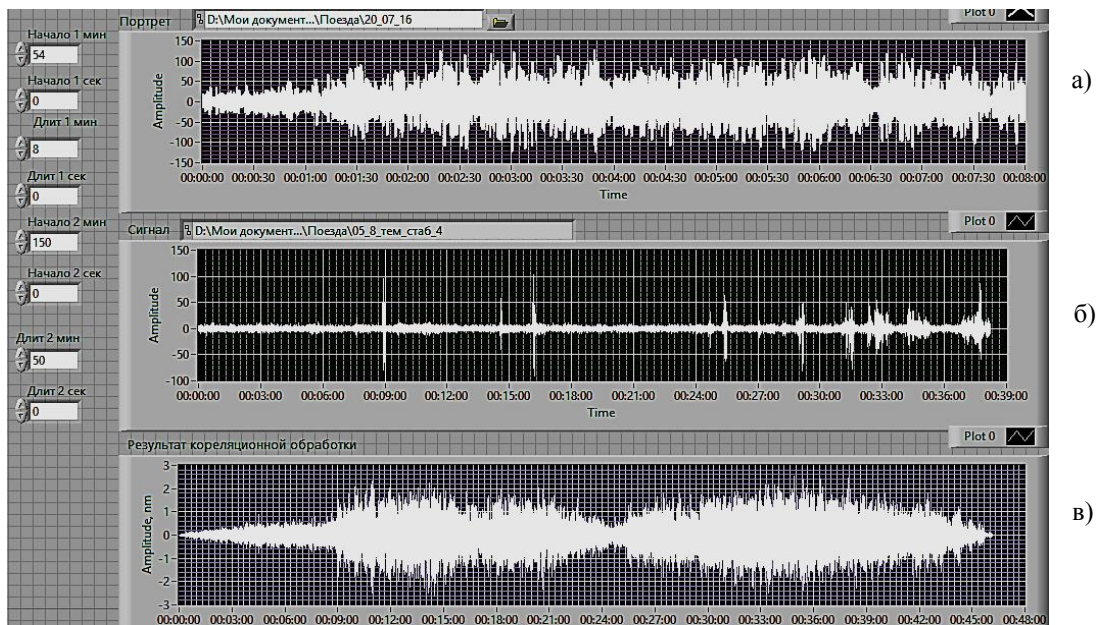 Портрет D:\Мои документ...\Поезда\20_07_16 Plot 0
Начало 1 мин
54
Начало 1 сек
0
Длит 1 мин
8
Длит 1 сек
0
Начало 2 мин
150
Начало 2 сек
0
Длит 2 мин
50
Длит 2 сек
0
Amplitude
150
100
50
0
-50
-100
-150
00:00:00 00:00:30 00:01:00 00:01:30 00:02:00 00:02:30 00:03:00 00:03:30 00:04:00 00:04:30 00:05:00 00:05:30 00:06:00 00:06:30 00:07:00 00:07:30 00:08:00
Time
а)
Сигнал D:\Мои документ...\Поезда\05_8_тем_стаб_4 Plot 0
Amplitude
150
100
50
0
-50
-100
00:00:00 00:03:00 00:06:00 00:09:00 00:12:00 00:15:00 00:18:00 00:21:00 00:24:00 00:27:00 00:30:00 00:33:00 00:36:00 00:39:00
Time
б)
Результат кореляционной обработки Plot 0
Amplitude, nm
3
2
1
0
-1
-2
-3
00:00:00 00:03:00 00:06:00 00:09:00 00:12:00 00:15:00 00:18:00 00:21:00 00:24:00 00:27:00 00:30:00 00:33:00 00:36:00 00:39:00 00:42:00 00:45:00 00:48:00
в)